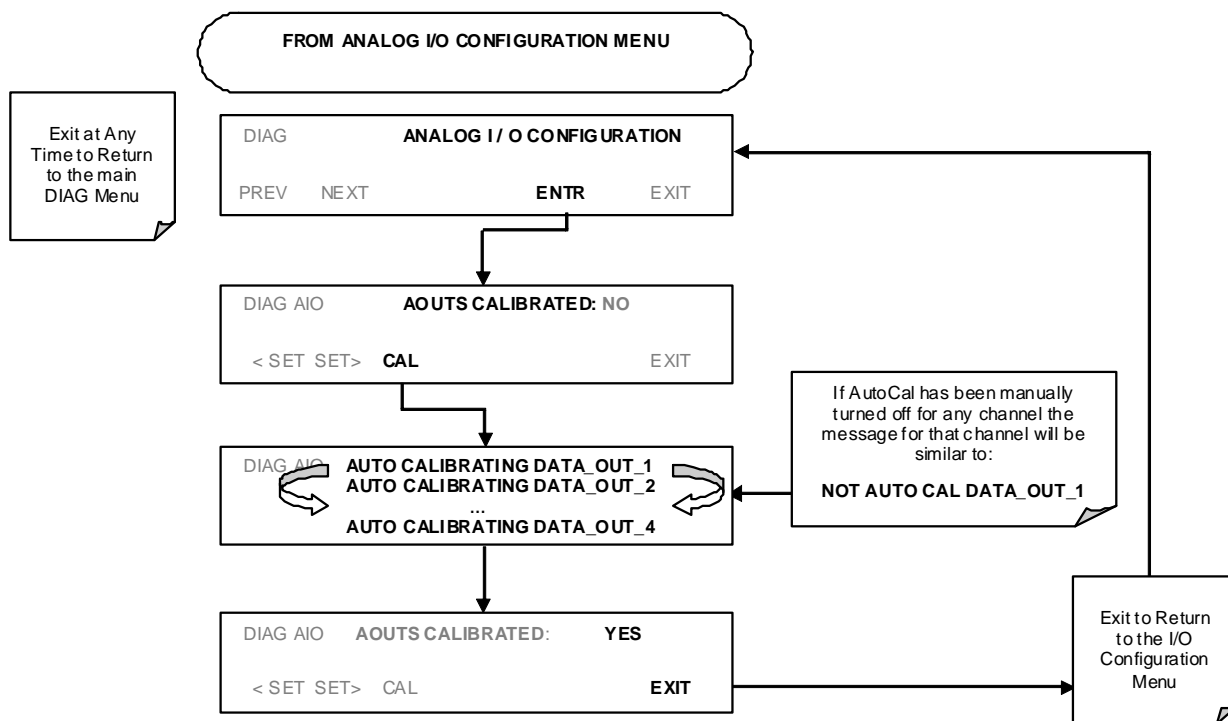 FROM ANALOG I/O CONFIGURATION MENU
Exit at Any
Time to Return
to the main
DIAG Menu
DIAG ANALOG I / O CONFIGURATION
PREV NEXT ENTR EXIT
DIAG AIO AOUTS CALIBRATED: NO
< SET SET> CAL EXIT
If AutoCal has been manually
turned off for any channel the
message for that channel will be
similar to:
NOT AUTO CAL DATA_OUT_1
DIAG AIO AUTO CALIBRATING DATA_OUT_1
AUTO CALIBRATING DATA_OUT_2
...
AUTO CALIBRATING DATA_OUT_4
DIAG AIO AOUTS CALIBRATED: YES
< SET SET> CAL EXIT
Exit to Return
to the I/O
Configuration
Menu